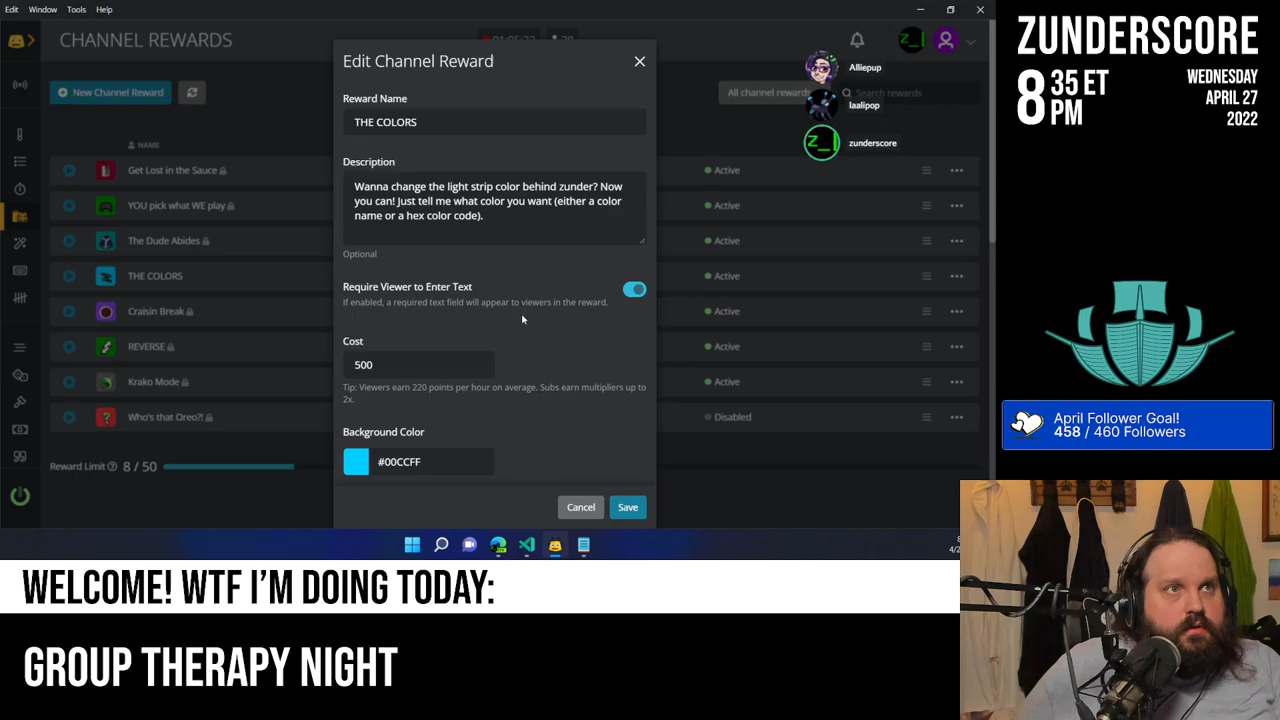 Edit
Window
Tools
Help
CHANNEL REWARDS
New Channel Reward
All channel rewards
Search rewards
NAME
Get Lost in the Sauce
Active
YOU pick what WE play
Active
The Dude Abides
Active
THE COLORS
Active
Craisin Break
Active
REVERSE
Active
Krako Mode
Active
Who's that Oreo?!
Disabled
Reward Limit
8 / 50
Edit Channel Reward
Reward Name
THE COLORS
Description
Wanna change the light strip color behind zunder? Now
you can! Just tell me what color you want (either a color
name or a hex color code).
Optional
Require Viewer to Enter Text
If enabled, a required text field will appear to viewers in the reward.
Cost
500
Tip: Viewers earn 220 points per hour on average. Subs earn multipliers up to
2x.
Background Color
#00CCFF
Cancel
Save
z_|
Alliepup
laalipop
z_|
zunderscore
ZUNDERSCORE
8 35 ET
PM
WEDNESDAY
APRIL 27
2022
April Follower Goal!
458 / 460 Followers
WELCOME! WTF I'M DOING TODAY:
GROUP THERAPY NIGHT